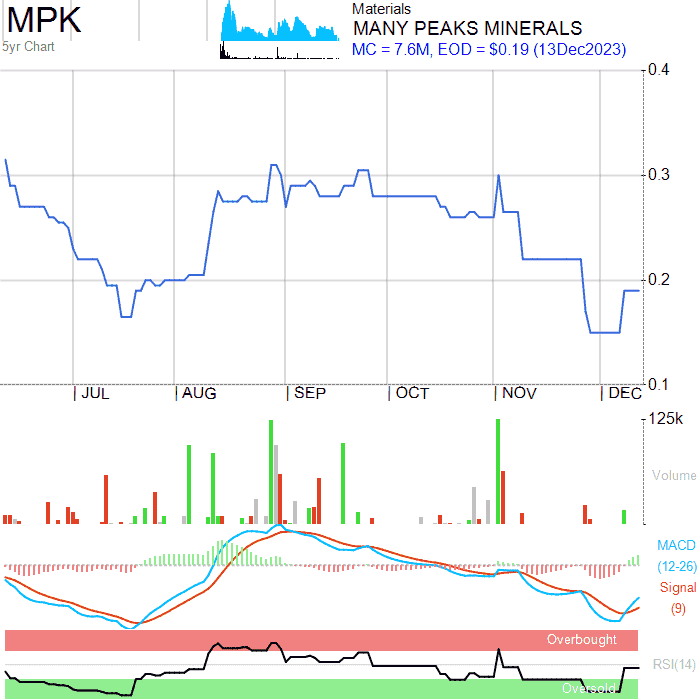 MPK
5yr Chart
Materials
MANY PEAKS MINERALS
MC = 7.6M, EOD = $0.19 (13Dec2023)
0.4
0.3
0.2
0.1
JUL AUG SEP OCT NOV DEC
125k
Volume
MACD
(12-26)
Signal
(9)
Overbought
RSI(14)
Oversold